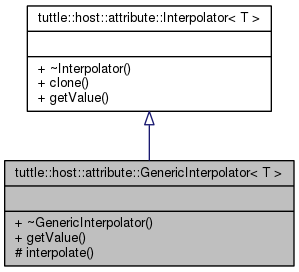 tuttle::host::attribute::Interpolator< T >
+ ~Interpolator()
+ clone()
+ getValue()
tuttle::host::attribute::GenericInterpolator< T >
+ ~GenericInterpolator()
+ getValue()
# interpolate()